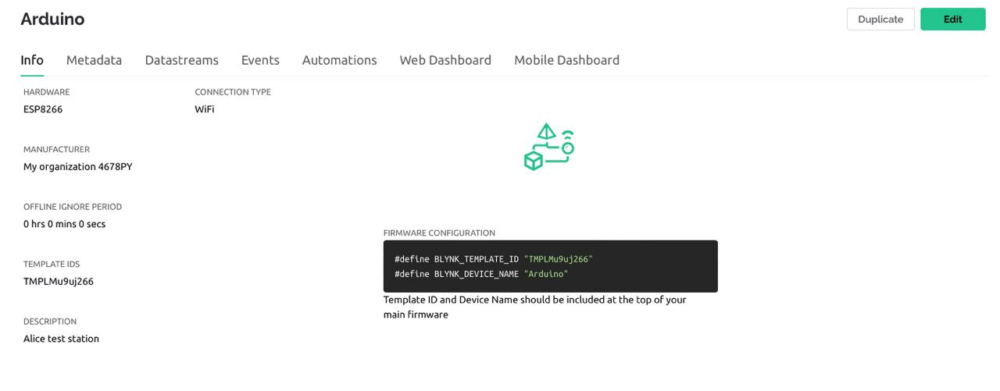 Arduino
Duplicate
Edit
Info
Metadata
Datastreams
Events
Automations
Web Dashboard
Mobile Dashboard
HARDWARE
ESP8266
CONNECTION TYPE
WiFi
MANUFACTURER
My organization 4678PY
OFFLINE IGNORE PERIOD
0 hrs 0 mins 0 secs
TEMPLATE IDS
TMPLMu9uj266
DESCRIPTION
Alice test station
FIRMWARE CONFIGURATION
#define BLYNK_TEMPLATE_ID "TMPLMu9uj266"
#define BLYNK_DEVICE_NAME "Arduino"
Template ID and Device Name should be included at the top of your
main firmware